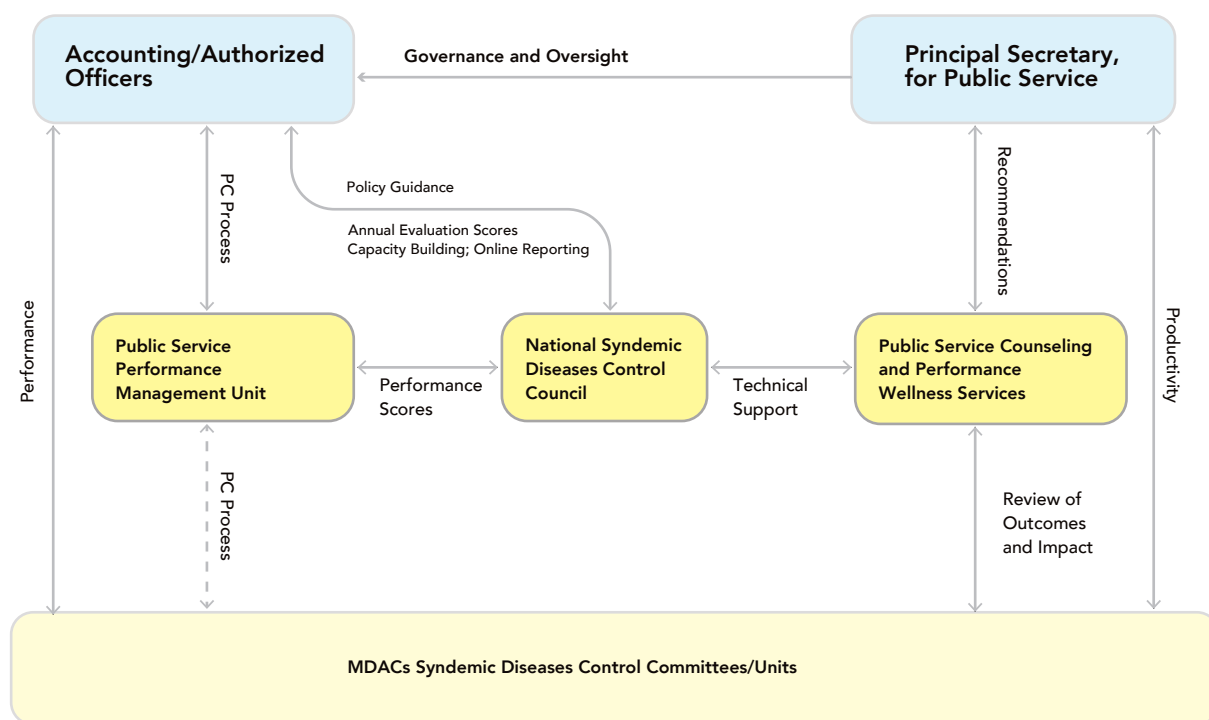 Accounting/Authorized
Officers
Governance and Oversight
Principal Secretary,
for Public Service
PC Process
Policy Guidance
Annual Evaluation Scores
Capacity Building; Online Reporting
Recommendations
Performance
Productivity
Public Service
Performance
Management Unit
Performance
Scores
National Syndemic
Diseases Control
Council
Technical
Support
Public Service Counseling
and Performance
Wellness Services
PC Process
Review of
Outcomes
and Impact
MDACs Syndemic Diseases Control Committees/Units